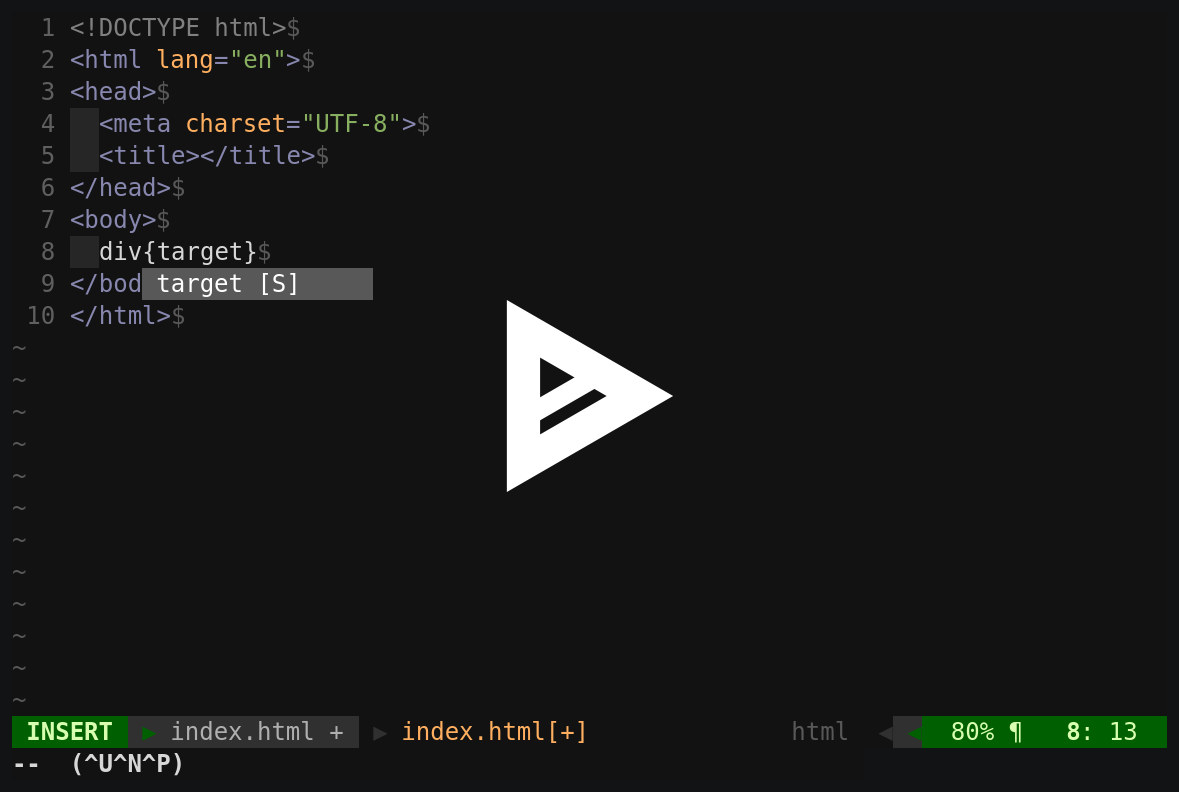 1 <!DOCTYPE html>$
2 <html lang="en">$
3 <head>$
4   <meta charset="UTF-8">$
5   <title></title>$
6 </head>$
7 <body>$
8   div{target}$
9 </bod target [S]
10 </html>$
~
~
~
~
~
~
~
~
~
~
~
~
INSERT ▶ index.html + ▶ index.html[+] html ◀ ◀ 80% ¶ 8: 13
-- (^U^N^P)